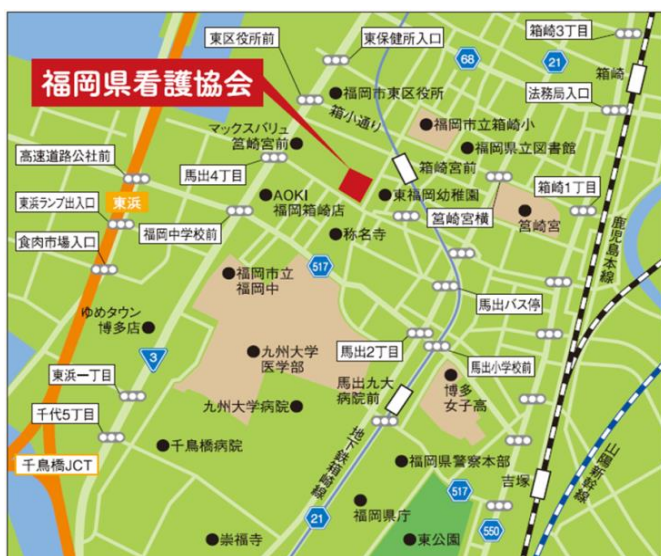 東区役所前
東保健所入口
箱崎3丁目
68
21
箱崎
福岡県看護協会
福岡市東区役所
法務局入口
箱小通り
福岡市立箱崎小
マックスバリュ
筥崎宮前
福岡県立図書館
高速道路公社前
馬出4丁目
箱崎宮前
箱崎1丁目
東浜
AOKI
福岡箱崎店
東福岡幼稚園
東浜ランプ出入口
筥崎宮横
筥崎宮
福岡中学校前
称名寺
食肉市場入口
鹿児島本線
517
福岡市立
福岡中
馬出バス停
ゆめタウン
博多店
馬出2丁目
3
九州大学
医学部
馬出小学校前
東浜一丁目
馬出九大
病院前
博多
女子高
千代5丁目
九州大学病院
千鳥橋病院
地下鉄箱崎線
福岡県警察本部
千鳥橋JCT
吉塚
山陽新幹線
517
福岡県庁
21
550
崇福寺
東公園